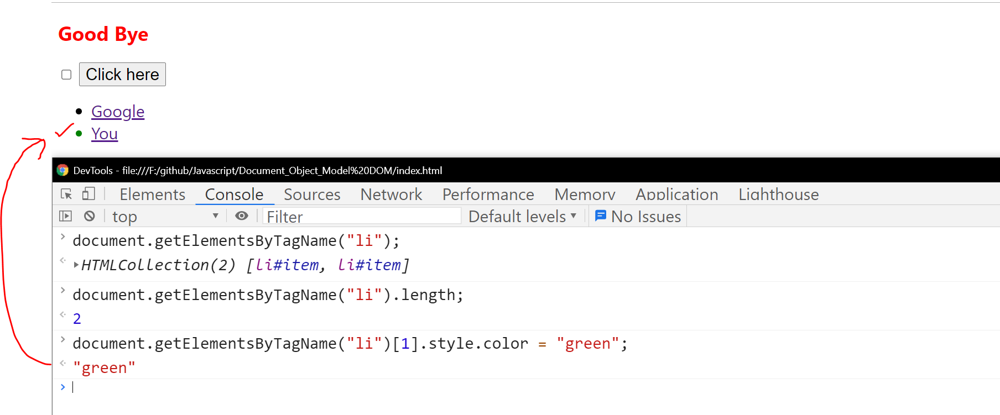 Good Bye
Click here
Google
You
DevTools - file:///F:/github/Javascript/Document_Object_Model%20DOM/index.html
Elements Console Sources Network Performance Memory Application Lighthouse
top Filter Default levels No Issues
document.getElementsByTagName("li");
HTMLCollection(2) [li#item, li#item]
document.getElementsByTagName("li").length;
2
document.getElementsByTagName("li")[1].style.color = "green";
"green"